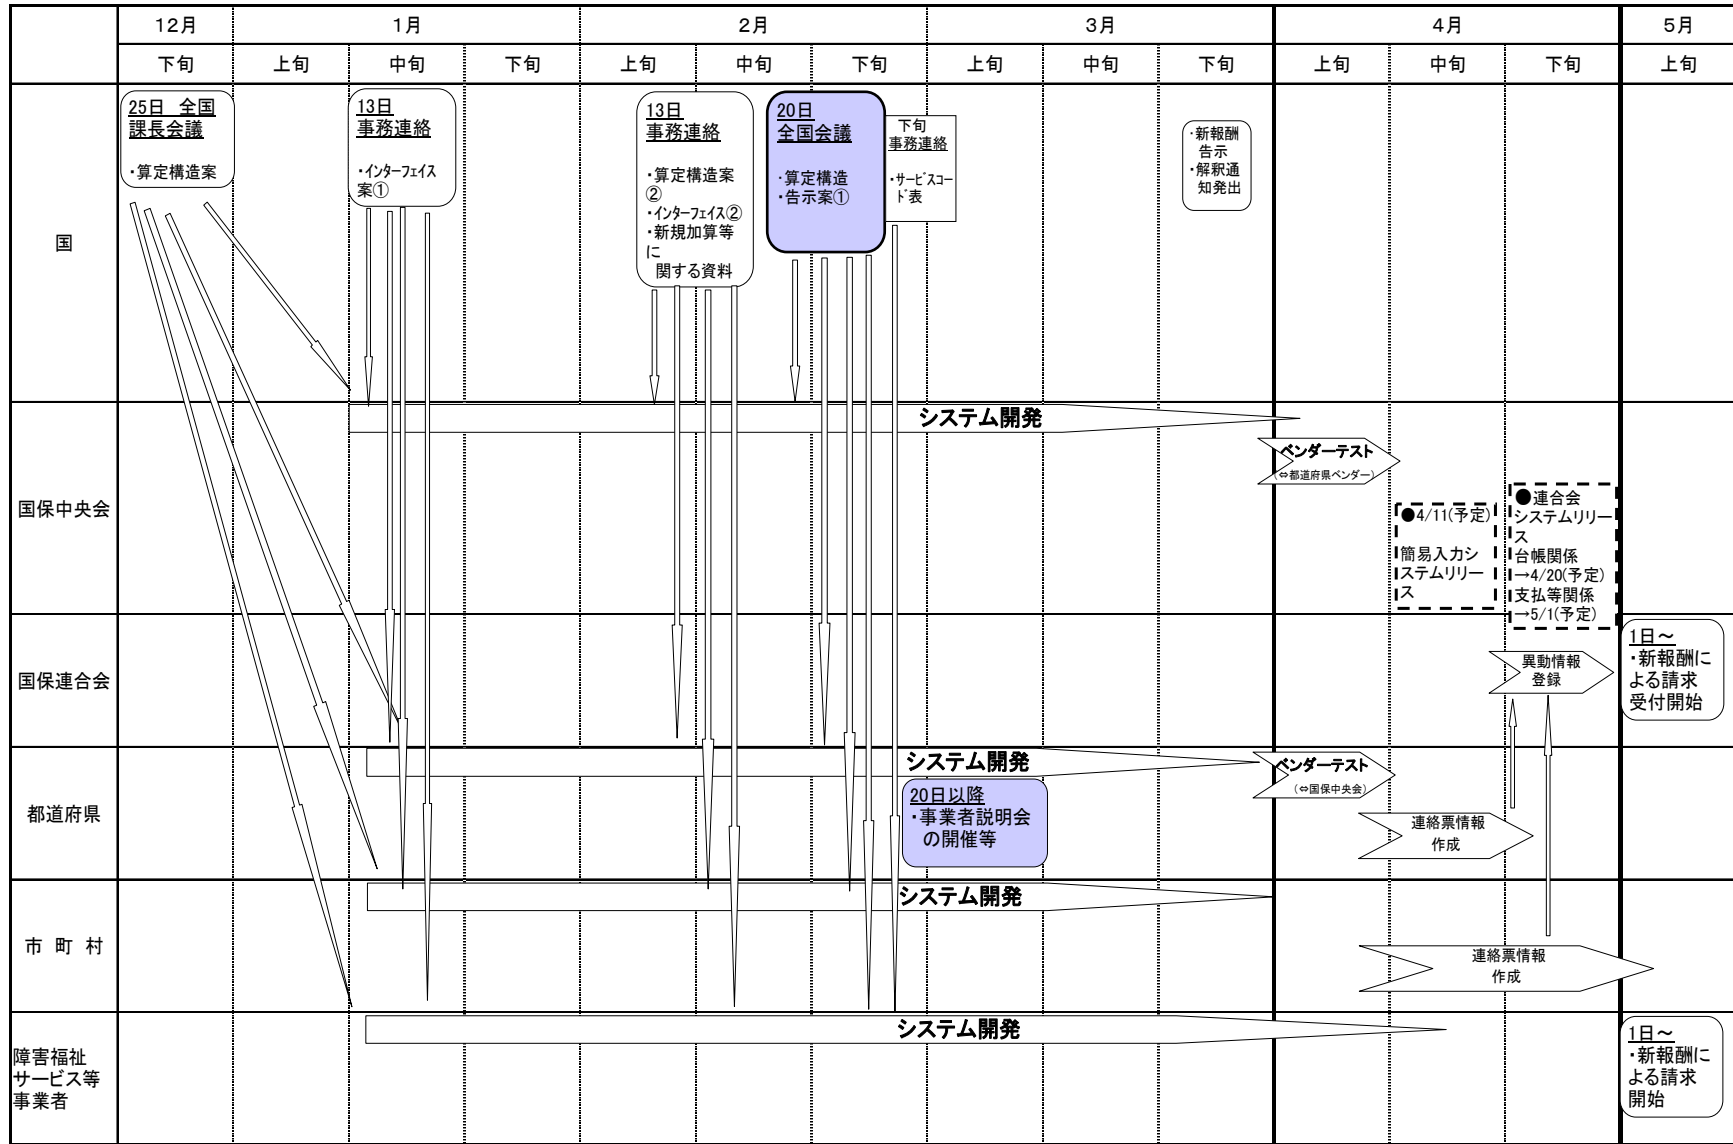 12月
1月
2月
3月
4月
5月
下旬
上旬
中旬
下旬
上旬
中旬
下旬
上旬
中旬
下旬
上旬
中旬
下旬
上旬
国
25日 全国
課長会議
・算定構造案
13日
事務連絡
・インターフェイス
案①
13日
事務連絡
・算定構造案
②
・インターフェイス②
・新規加算等
に
関する資料
20日
全国会議
・算定構造
・告示案①
下旬
事務連絡
・サービスコー
ド表
・新報酬
告示
・解釈通
知発出
国保中央会
システム開発
ベンダーテスト
(⇔都道府県ベンダー)
●4/11(予定)
簡易入力シ
ステムリリー
ス
●連合会
システムリリー
ス
台帳関係
→4/20(予定)
支払等関係
→5/1(予定)
国保連合会
異動情報
登録
1日～
・新報酬に
よる請求
受付開始
都道府県
システム開発
ベンダーテスト
(⇔国保中央会)
20日以降
・事業者説明会
の開催等
連絡票情報
作成
市 町 村
システム開発
連絡票情報
作成
障害福祉
サービス等
事業者
システム開発
1日～
・新報酬に
よる請求
開始